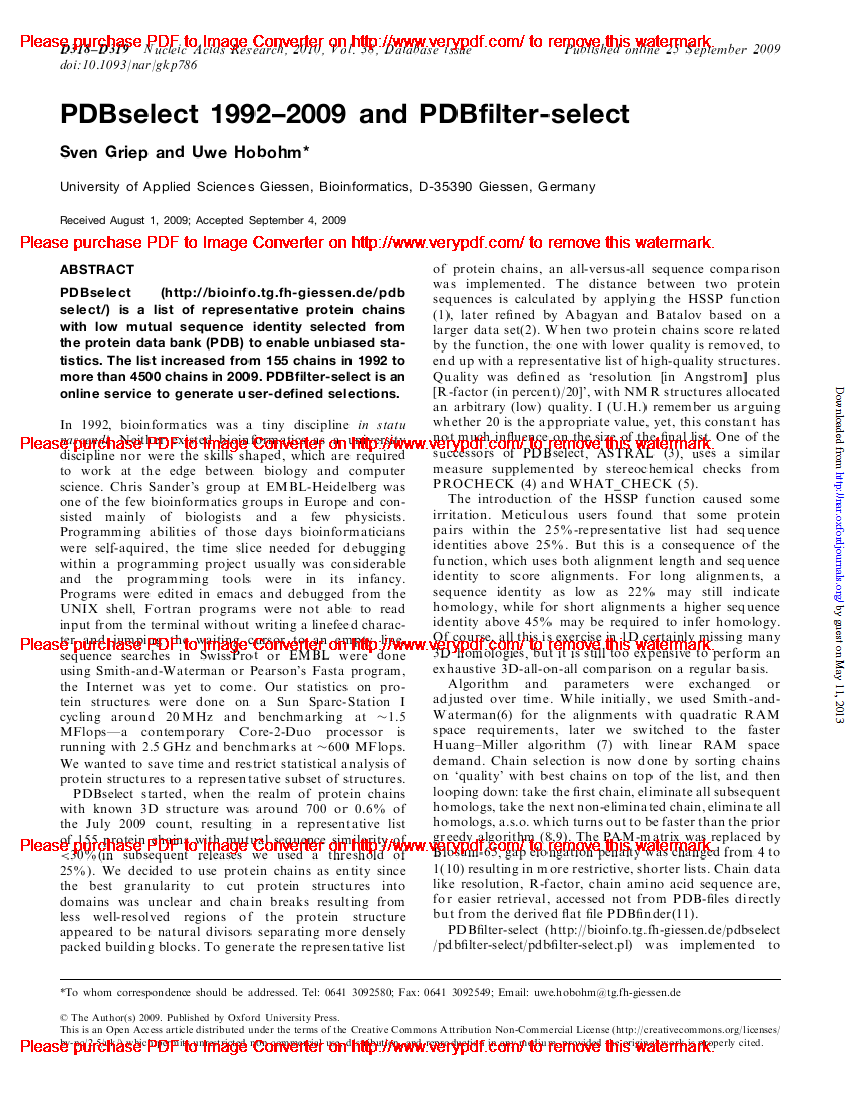 Please purchase PDF to Image Converter on http://www.verypdf.com/ to remove this watermark.
D318–D319 Nucleic Acids Research, 2010, Vol. 38, Database issue Published online 25 September 2009
doi:10.1093/nar/gkp786
PDBselect 1992–2009 and PDBfilter-select
Sven Griep and Uwe Hobohm*
University of Applied Sciences Giessen, Bioinformatics, D-35390 Giessen, Germany
Received August 1, 2009; Accepted September 4, 2009
Please purchase PDF to Image Converter on http://www.verypdf.com/ to remove this watermark.
ABSTRACT
PDBselect (http://bioinfo.tg.fh-giessen.de/pdb
select/) is a list of representative protein chains
with low mutual sequence identity selected from
the protein data bank (PDB) to enable unbiased sta-
tistics. The list increased from 155 chains in 1992 to
more than 4500 chains in 2009. PDBfilter-select is an
online service to generate user-defined selections.
In 1992, bioinformatics was a tiny discipline in statu
Please purchase PDF to Image Converter on http://www.verypdf.com/ to remove this watermark.
discipline nor were the skills shaped, which are required
to work at the edge between biology and computer
science. Chris Sander's group at EMBL-Heidelberg was
one of the few bioinformatics groups in Europe and con-
sisted mainly of biologists and a few physicists.
Programming abilities of those days bioinformaticians
were self-aquired, the time slice needed for debugging
within a programming project usually was considerable
and the programming tools were in its infancy.
Programs were edited in emacs and debugged from the
UNIX shell, Fortran programs were not able to read
input from the terminal without writing a linefeed charac-
ter and jumping the waiting cursor to an empty line,
Please purchase PDF to Image Converter on http://www.verypdf.com/ to remove this watermark.
sequence searches in SwissProt or EMBL were done
using Smith-and-Waterman or Pearson's Fasta program,
the Internet was yet to come. Our statistics on pro-
tein structures were done on a Sun Sparc-Station I
cycling around 20 MHz and benchmarking at ~1.5
MFlops—a contemporary Core-2-Duo processor is
running with 2.5 GHz and benchmarks at ~600 MFlops.
We wanted to save time and restrict statistical analysis of
protein structures to a representative subset of structures.
PDBselect started, when the realm of protein chains
with known 3D structure was around 700 or 0.6% of
the July 2009 count, resulting in a representative list
of 155 protein chains with mutual sequence similarity of
Please purchase PDF to Image Converter on http://www.verypdf.com/ to remove this watermark.
<30%(in subsequent releases we used a threshold of
25%). We decided to use protein chains as entity since
the best granularity to cut protein structures into
domains was unclear and chain breaks resulting from
less well-resolved regions of the protein structure
appeared to be natural divisors separating more densely
packed building blocks. To generate the representative list
of protein chains, an all-versus-all sequence comparison
was implemented. The distance between two protein
sequences is calculated by applying the HSSP function
(1), later refined by Abagyan and Batalov based on a
larger data set(2). When two protein chains score related
by the function, the one with lower quality is removed, to
end up with a representative list of high-quality structures.
Quality was defined as 'resolution [in Angstrom] plus
[R-factor (in percent)/20]', with NMR structures allocated
an arbitrary (low) quality. I (U.H.) remember us arguing
whether 20 is the appropriate value, yet, this constant has
not much influence on the size of the final list. One of the
successors of PDBselect, ASTRAL (3), uses a similar
measure supplemented by stereochemical checks from
PROCHECK (4) and WHAT_CHECK (5).
The introduction of the HSSP function caused some
irritation. Meticulous users found that some protein
pairs within the 25%-representative list had sequence
identities above 25%. But this is a consequence of the
function, which uses both alignment length and sequence
identity to score alignments. For long alignments, a
sequence identity as low as 22% may still indicate
homology, while for short alignments a higher sequence
identity above 45% may be required to infer homology.
Of course, all this is exercise in 1D certainly missing many
3D homologies, but it is still too expensive to perform an
exhaustive 3D-all-on-all comparison on a regular basis.
Algorithm and parameters were exchanged or
adjusted over time. While initially, we used Smith-and-
Waterman(6) for the alignments with quadratic RAM
space requirements, later we switched to the faster
Huang–Miller algorithm (7) with linear RAM space
demand. Chain selection is now done by sorting chains
on 'quality' with best chains on top of the list, and then
looping down: take the first chain, eliminate all subsequent
homologs, take the next non-eliminated chain, eliminate all
homologs, a.s.o. which turns out to be faster than the prior
greedy algorithm (8,9). The PAM-matrix was replaced by
Blosum-65, gap elongation penalty was changed from 4 to
1(10) resulting in more restrictive, shorter lists. Chain data
like resolution, R-factor, chain amino acid sequence are,
for easier retrieval, accessed not from PDB-files directly
but from the derived flat file PDBfinder(11).
PDBfilter-select (http://bioinfo.tg.fh-giessen.de/pdbselect
/pdbfilter-select/pdbfilter-select.pl) was implemented to
*To whom correspondence should be addressed. Tel: 0641 3092580; Fax: 0641 3092549; Email: uwe.hobohm@tg.fh-giessen.de
© The Author(s) 2009. Published by Oxford University Press.
This is an Open Access article distributed under the terms of the Creative Commons Attribution Non-Commercial License (http://creativecommons.org/licenses/
by-nc/2.5/uk/) which permits unrestricted non-commercial use, distribution, and reproduction in any medium, provided the original work is properly cited.
Please purchase PDF to Image Converter on http://www.verypdf.com/ to remove this watermark.
Downloaded from http://nar.oxfordjournals.org/ by guest on May 11, 2013